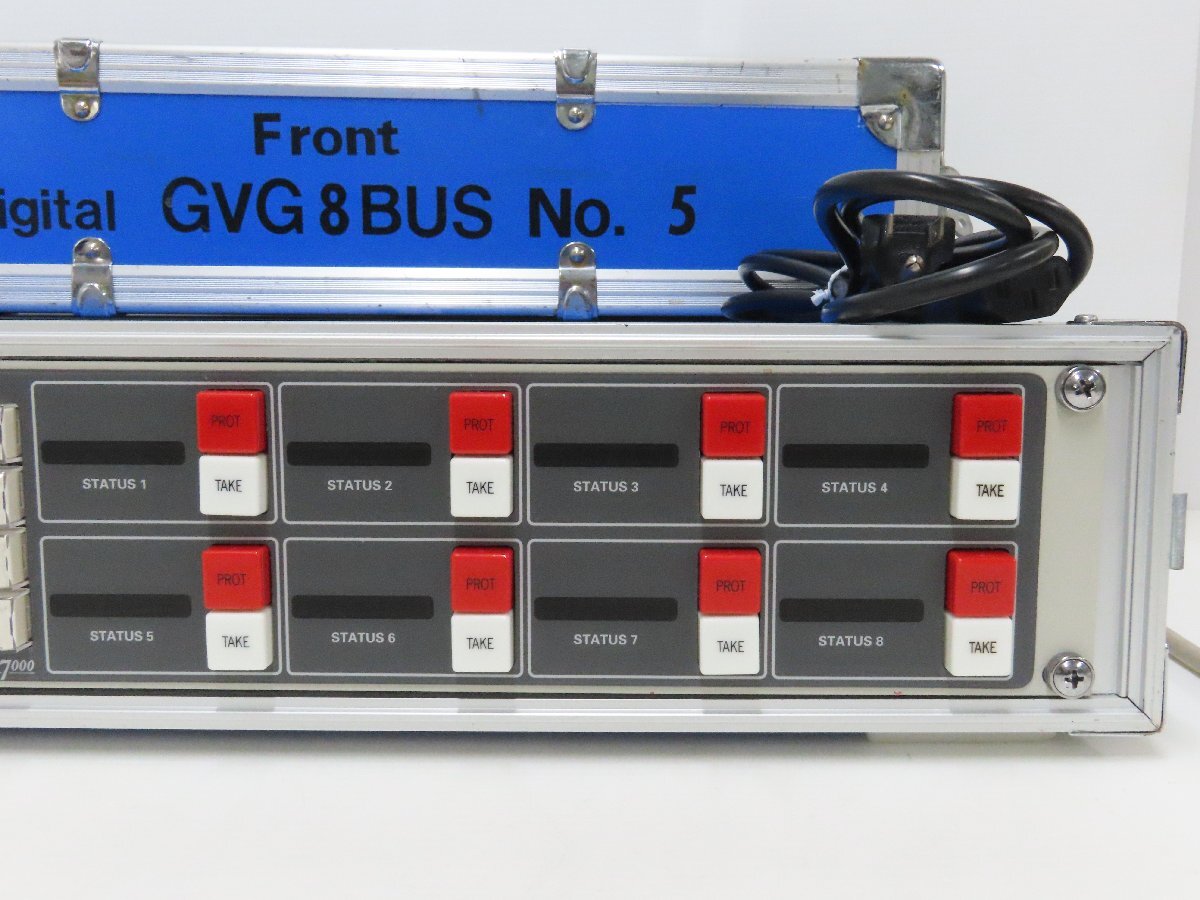 Front
igital GVG 8 BUS No. 5
PROT PROT PROT PROT
TAKE TAKE TAKE TAKE
STATUS 1 STATUS 2 STATUS 3 STATUS 4
PROT PROT PROT PROT
TAKE TAKE TAKE TAKE
STATUS 5 STATUS 6 STATUS 7 STATUS 8
7000